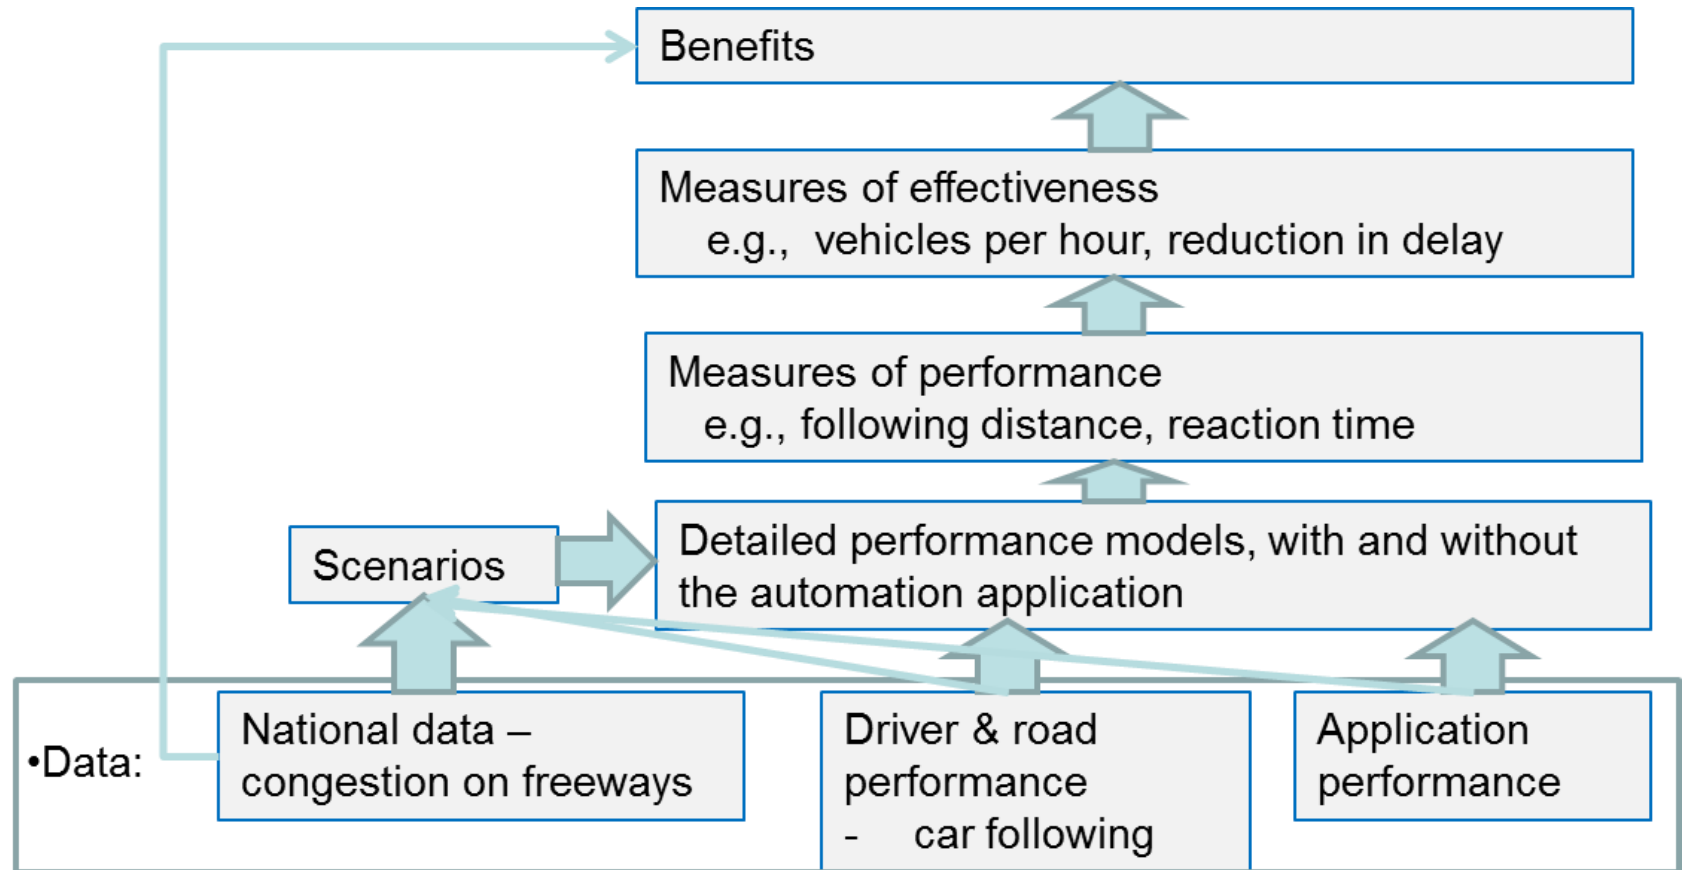 Benefits
Measures of effectiveness
e.g., vehicles per hour, reduction in delay
Measures of performance
e.g., following distance, reaction time
Scenarios
Detailed performance models, with and without
the automation application
•Data:
National data –
congestion on freeways
Driver & road
performance
- car following
Application
performance